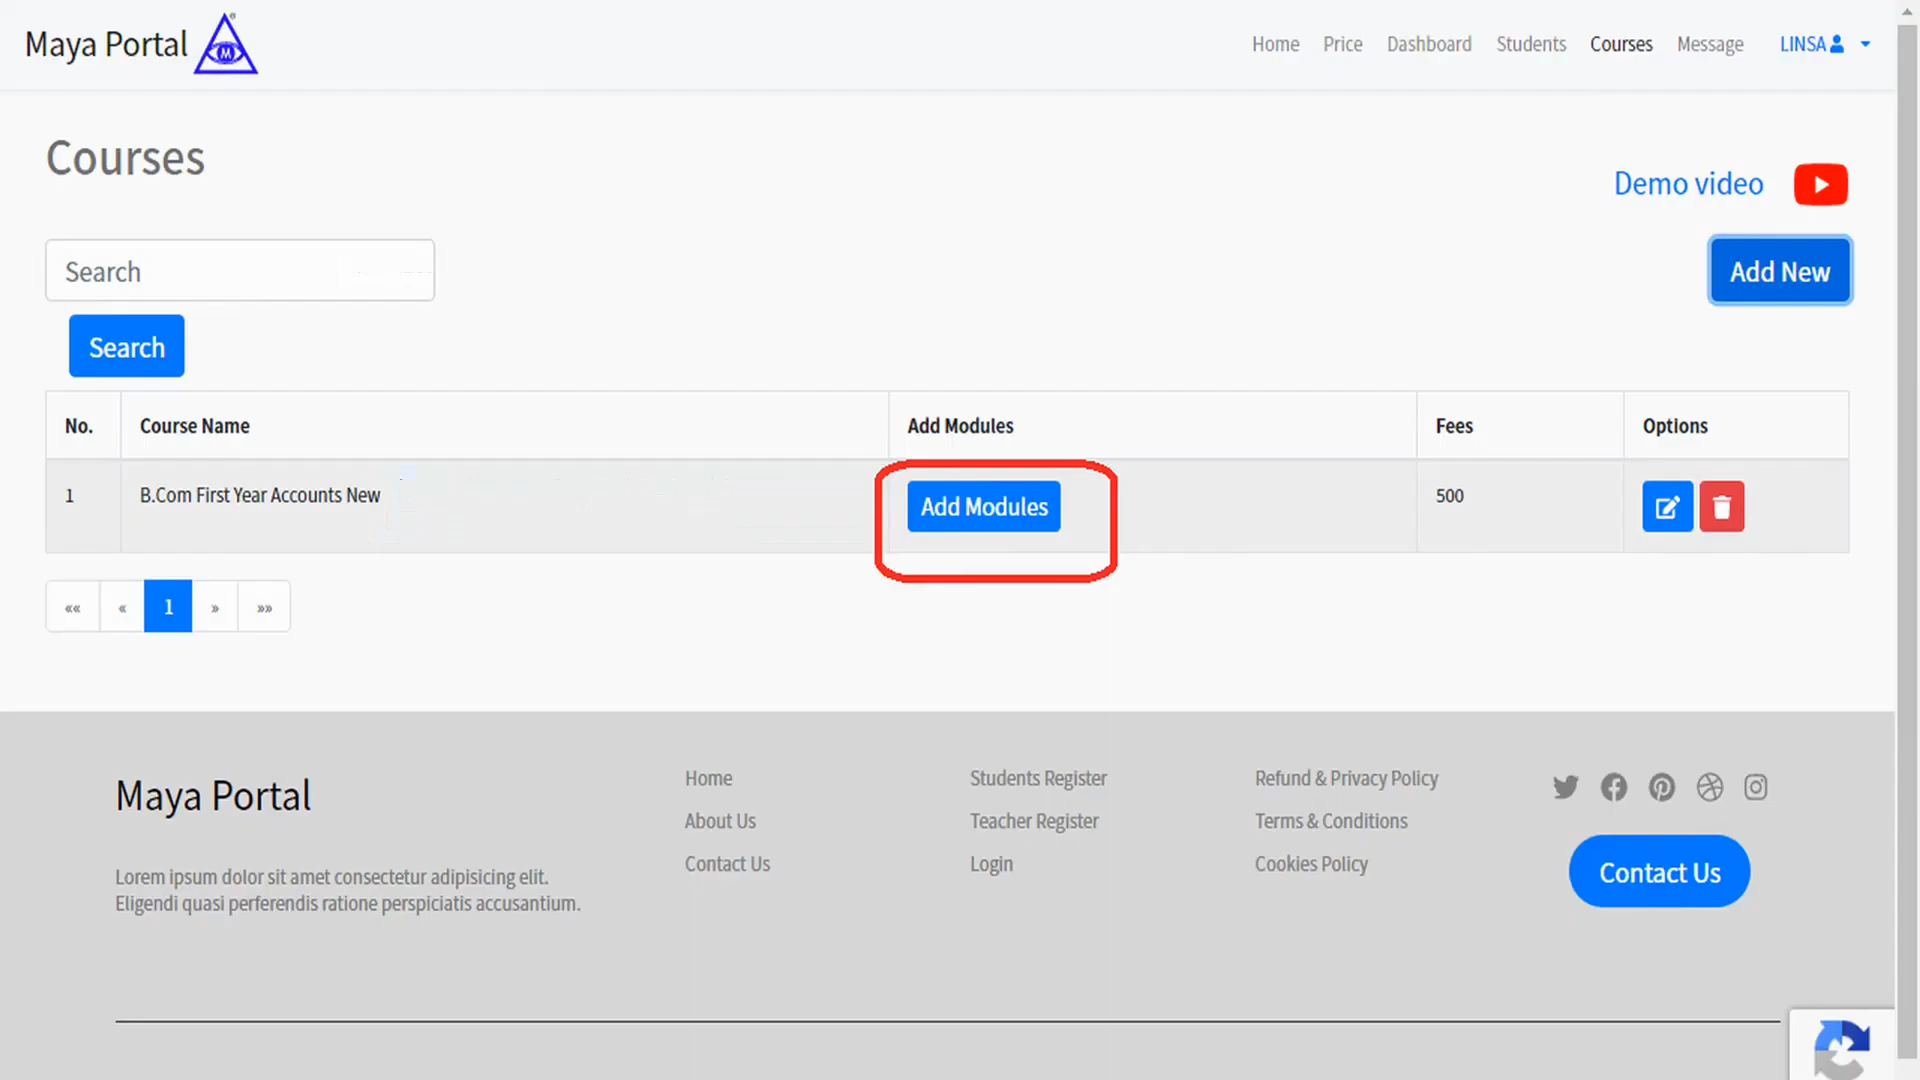 Maya Portal M ®
Home Price Dashboard Students Courses Message LINSA
Courses
Demo video
Search
Add New
Search
No. Course Name Add Modules Fees Options
1 B.Com First Year Accounts New Add Modules 500
«« « 1 » »»
Maya Portal
Lorem ipsum dolor sit amet consectetur adipisicing elit.
Eligendi quasi perferendis ratione perspiciatis accusantium.
Home
About Us
Contact Us
Students Register
Teacher Register
Login
Refund & Privacy Policy
Terms & Conditions
Cookies Policy
Contact Us